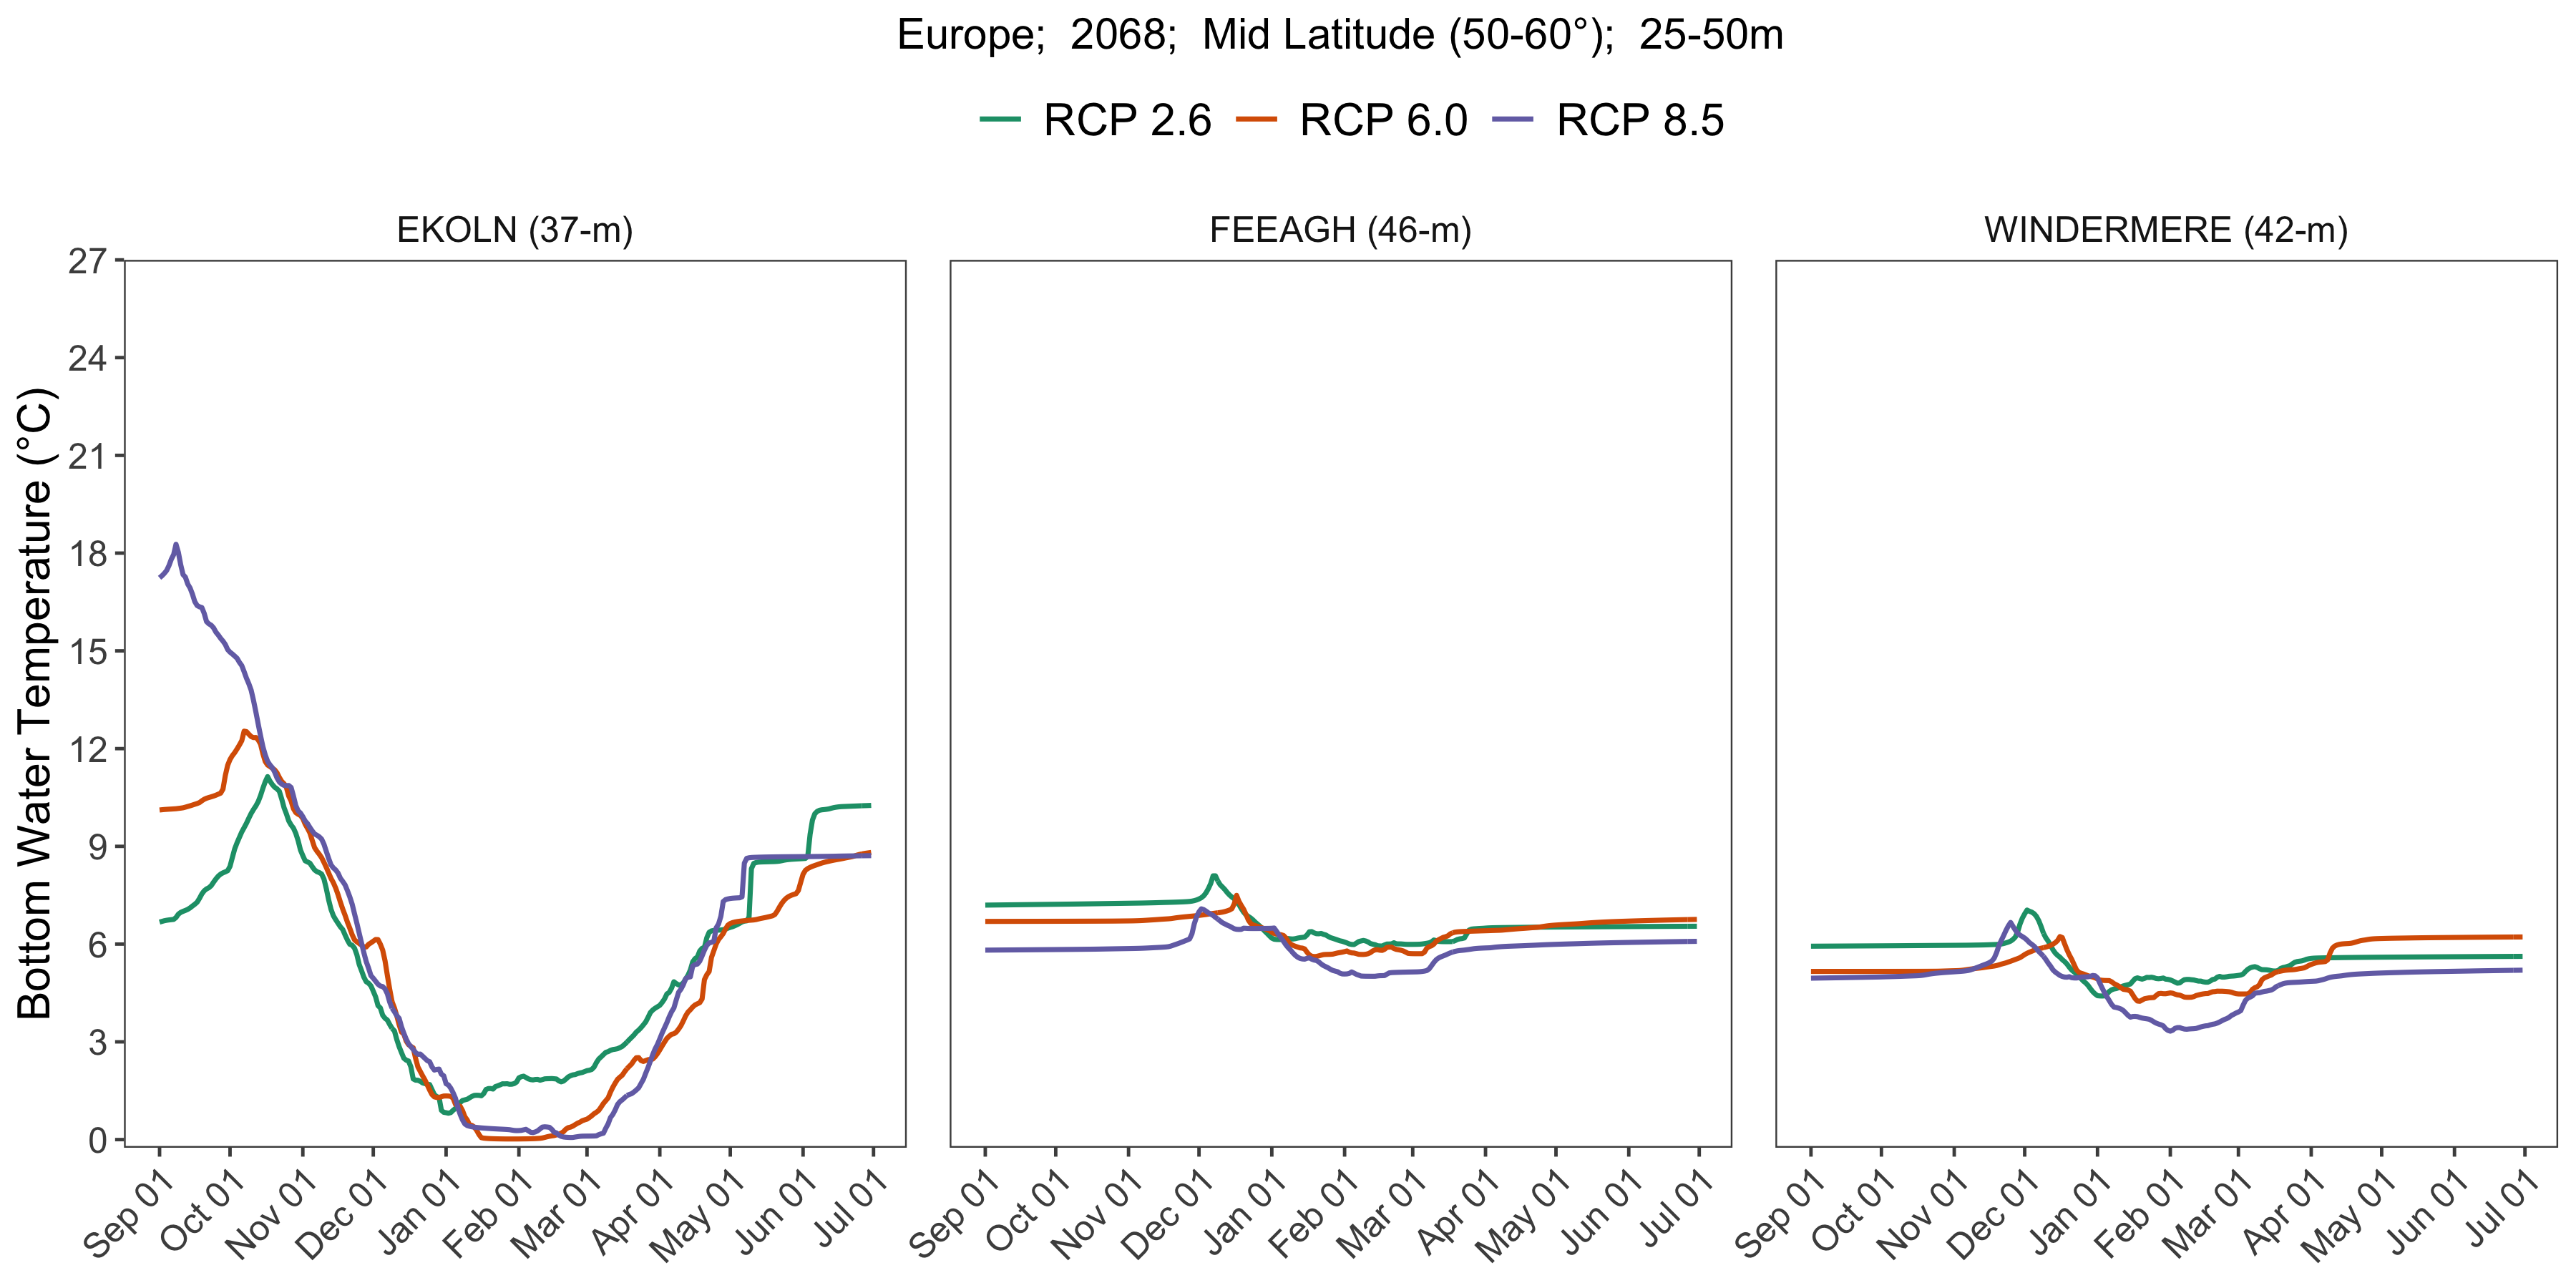 Europe;  2068;  Mid Latitude (50-60°);  25-50m
RCP 2.6 RCP 6.0 RCP 8.5
EKOLN (37-m) FEEAGH (46-m) WINDERMERE (42-m)
Bottom Water Temperature (°C)
27
24
21
18
15
12
9
6
3
0
Sep 01 Oct 01 Nov 01 Dec 01 Jan 01 Feb 01 Mar 01 Apr 01 May 01 Jun 01 Jul 01
Sep 01 Oct 01 Nov 01 Dec 01 Jan 01 Feb 01 Mar 01 Apr 01 May 01 Jun 01 Jul 01
Sep 01 Oct 01 Nov 01 Dec 01 Jan 01 Feb 01 Mar 01 Apr 01 May 01 Jun 01 Jul 01